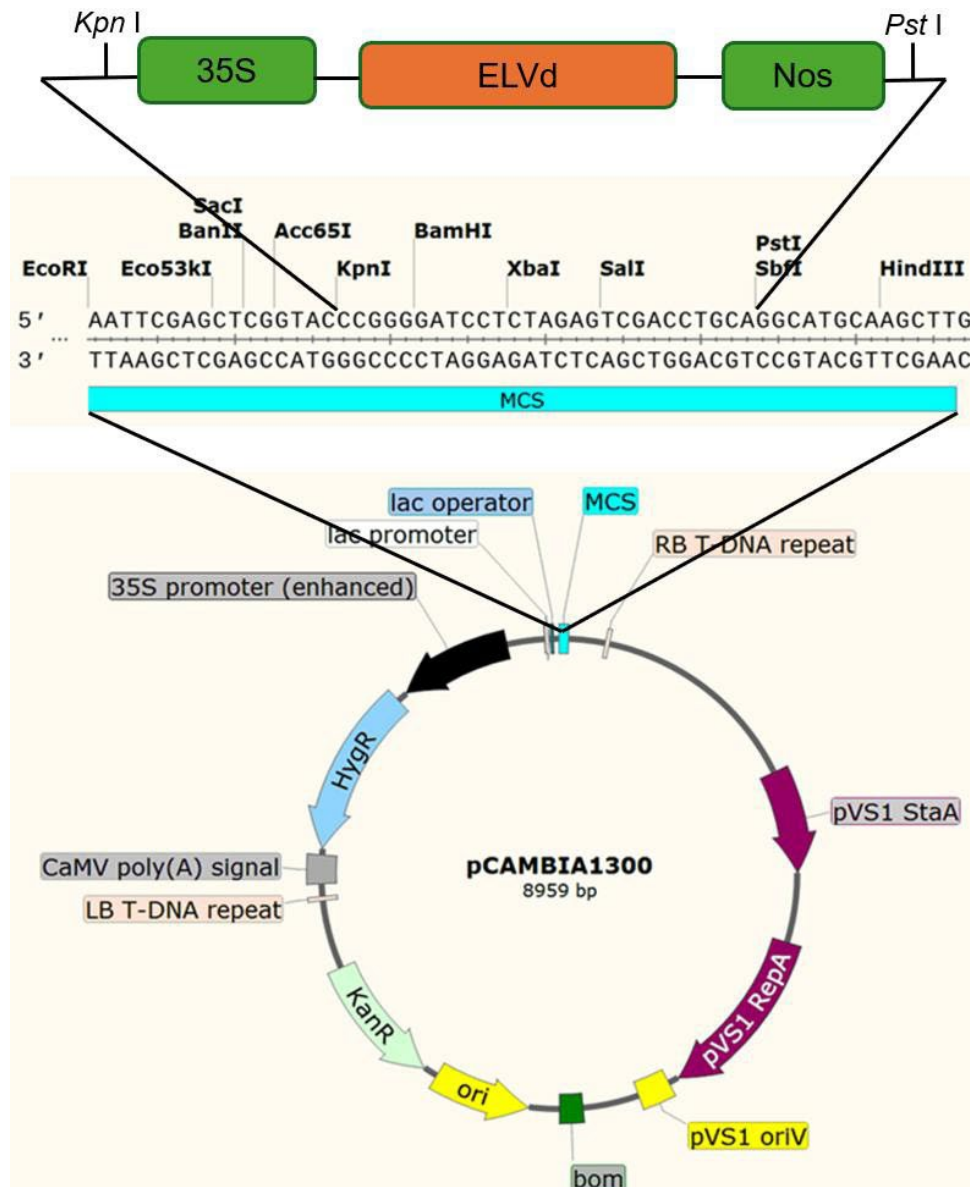 Kpn I
Pst I
35S
ELVd
Nos
SacI
BanII
Acc65I
BamHI
PstI
EcoRI
Eco53kI
KpnI
XbaI
SalI
SbfI
HindIII
5′ AATTCGAGCTCGGTACCCGGGGATCCTCTAGAGTCGACCTGCAGGCATGCAAGCTTG
...
3′ TTAAGCTCGAGCCATGGGCCCCTAGGAGATCTCAGCTGGACGTCCGTACGTTCGAAC
MCS
lac operator
MCS
lac promoter
RB T-DNA repeat
35S promoter (enhanced)
HygR
pVS1 StaA
CaMV poly(A) signal
pCAMBIA1300
8959 bp
LB T-DNA repeat
KanR
pVS1 RepA
ori
pVS1 oriV
bom